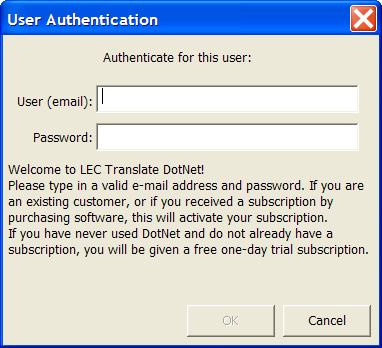 User Authentication
Authenticate for this user:
User (email):
Password:
Welcome to LEC Translate DotNet!
Please type in a valid e-mail address and password. If you are
an existing customer, or if you received a subscription by
purchasing software, this will activate your subscription.
If you have never used DotNet and do not already have a
subscription, you will be given a free one-day trial subscription.
OK
Cancel